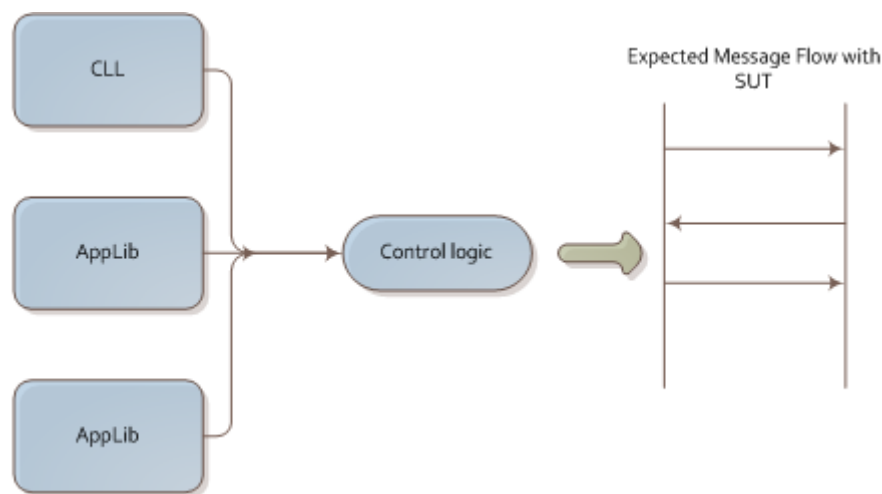 CLL
Expected Message Flow with
SUT
AppLib
Control logic
AppLib